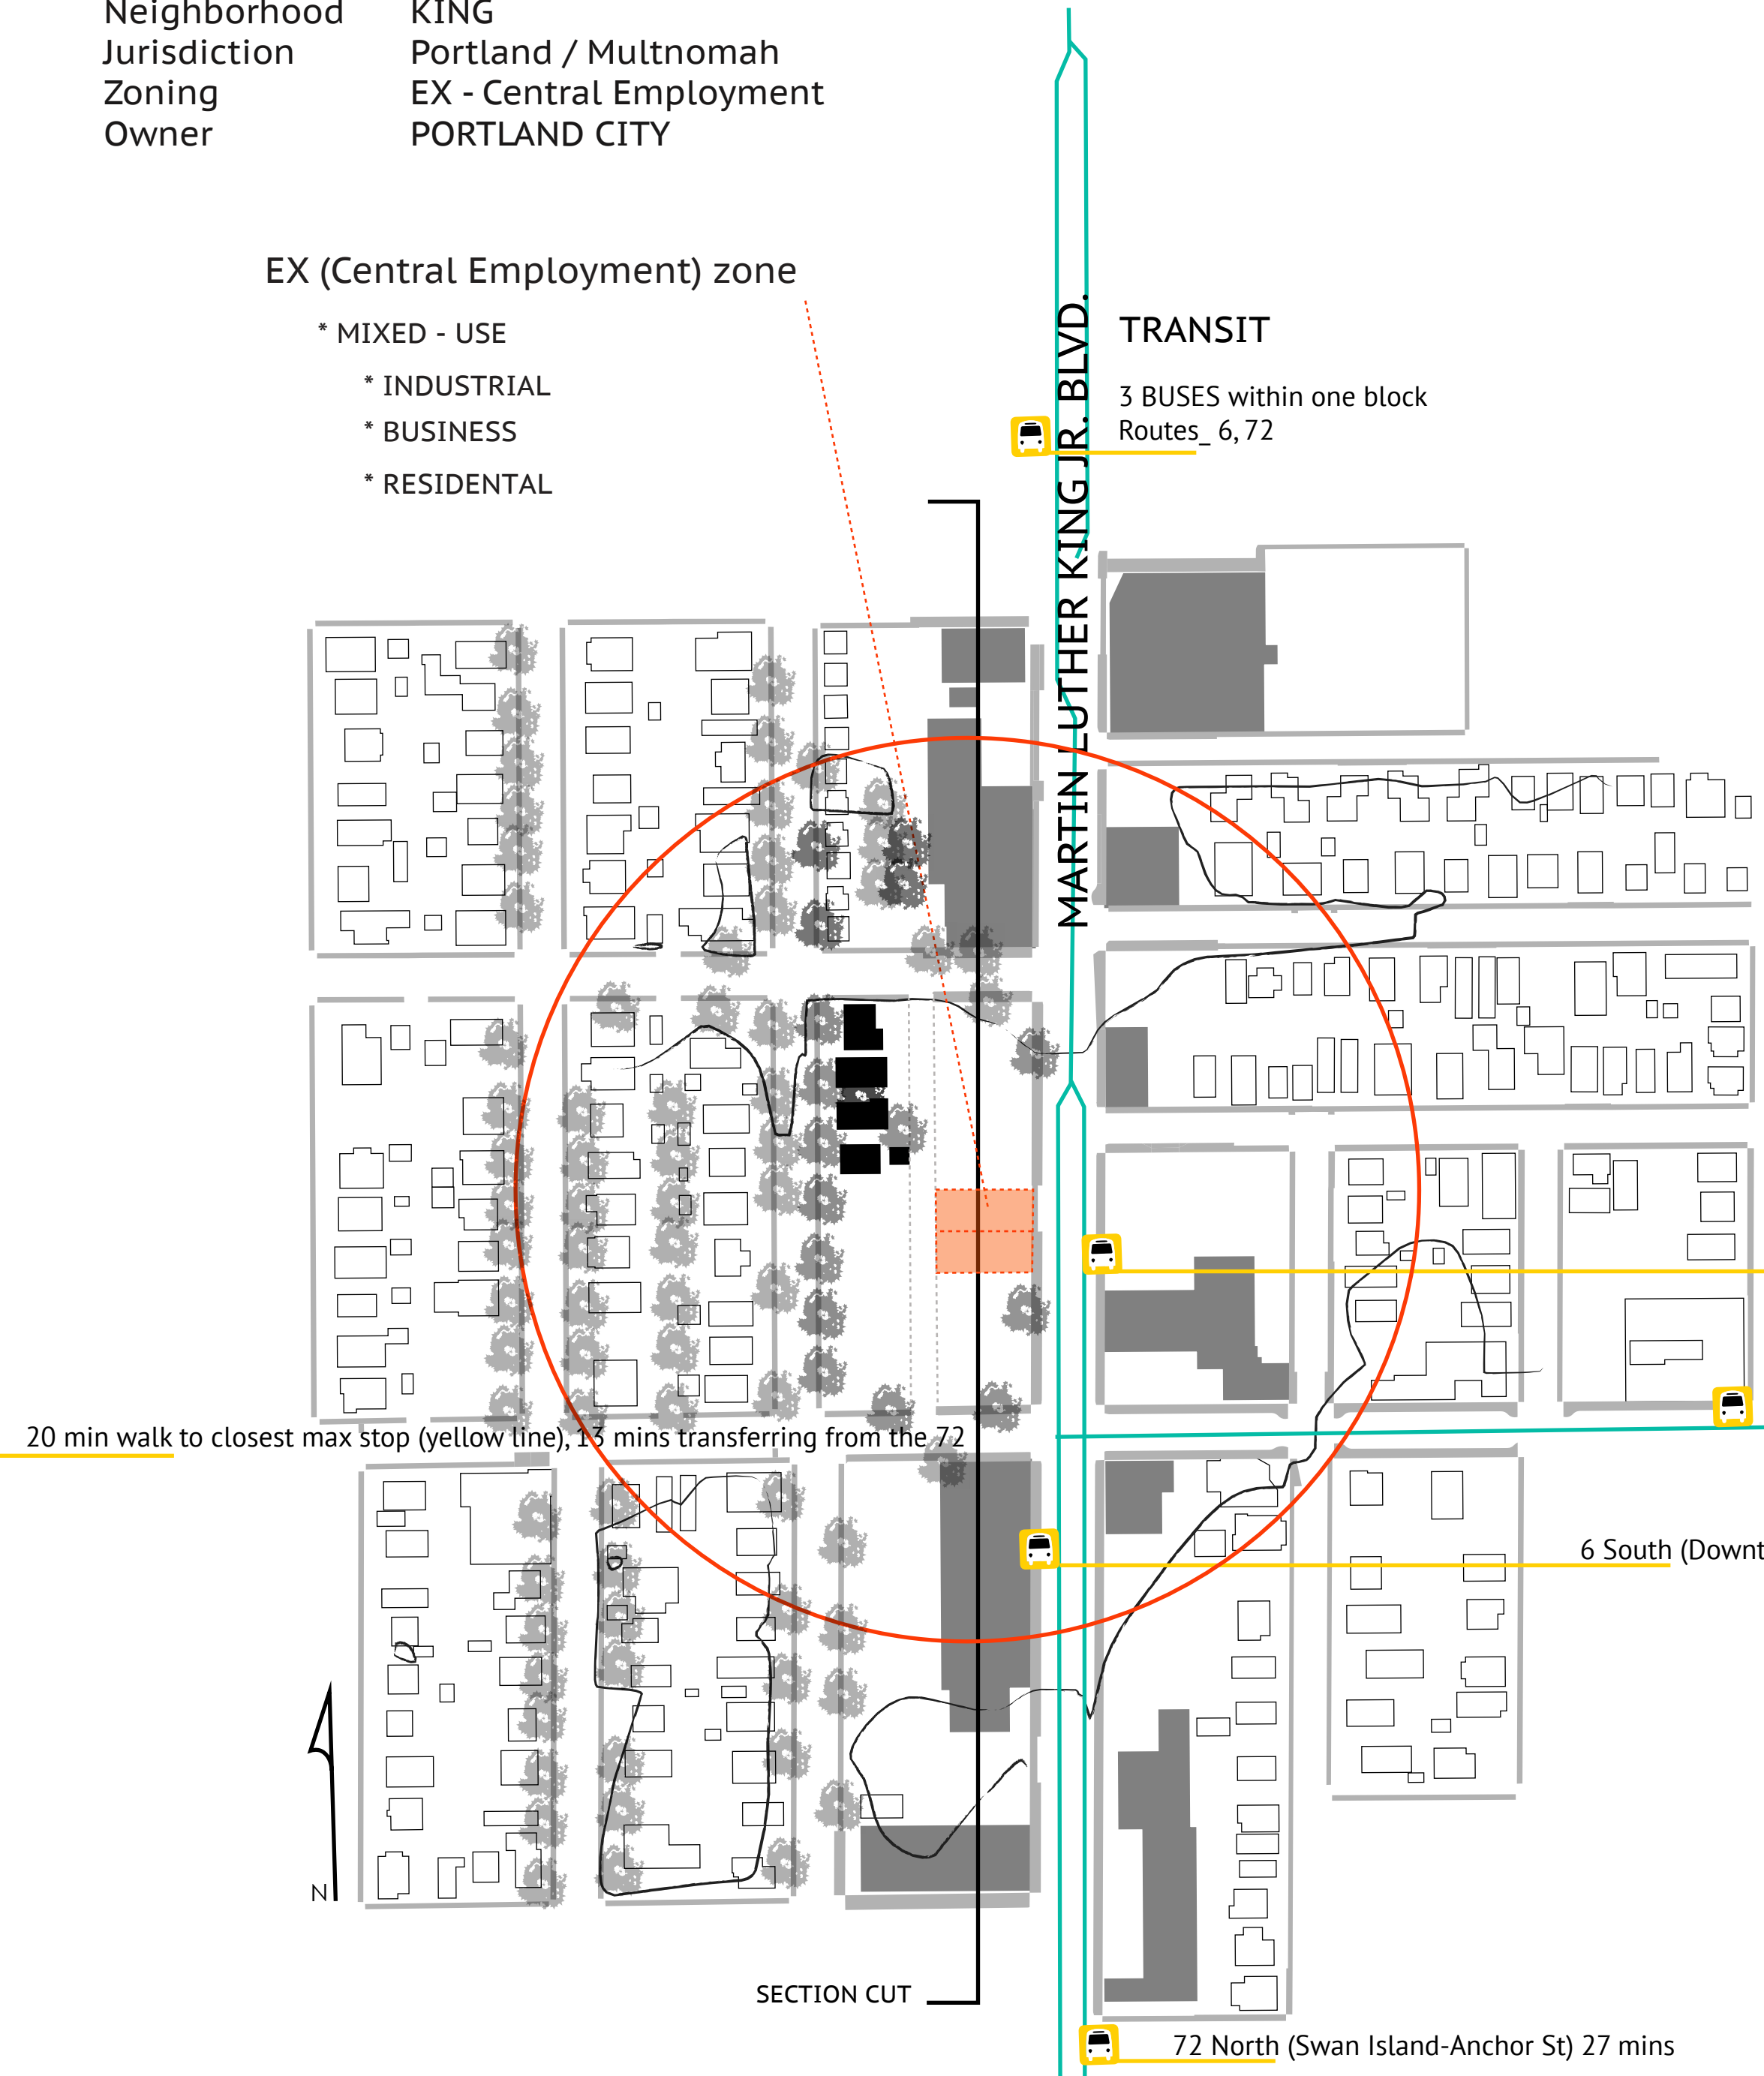 Neighborhood KING
Jurisdiction Portland / Multnomah
Zoning EX - Central Employment
Owner PORTLAND CITY
EX (Central Employment) zone
* MIXED - USE
* INDUSTRIAL
* BUSINESS
* RESIDENTAL
TRANSIT
3 BUSES within one block
Routes_ 6, 72
MARTIN LUTHER KING JR. BLVD.
20 min walk to closest max stop (yellow line), 13 mins transferring from the 72
6 South (Downt
N
SECTION CUT
72 North (Swan Island-Anchor St) 27 mins